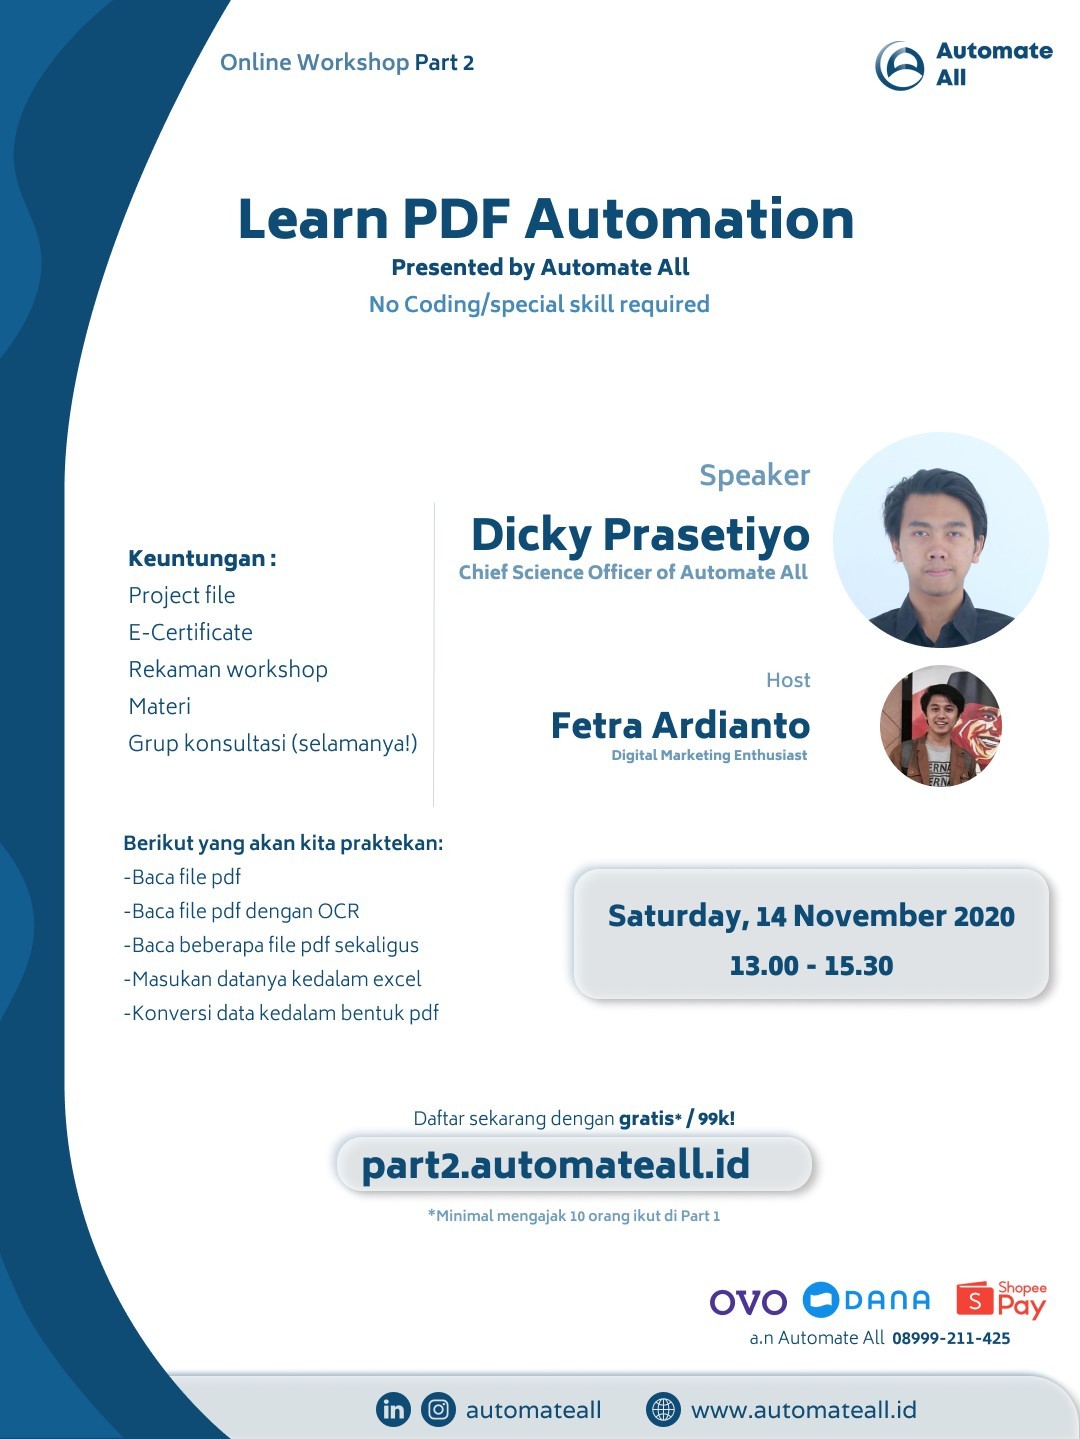 Online Workshop Part 2
Automate
All
Learn PDF Automation
Presented by Automate All
No Coding/special skill required
Speaker
Dicky Prasetiyo
Chief Science Officer of Automate All
Keuntungan :
Project file
E-Certificate
Rekaman workshop
Materi
Grup konsultasi (selamanya!)
Host
Fetra Ardianto
Digital Marketing Enthusiast
Berikut yang akan kita praktekan:
-Baca file pdf
-Baca file pdf dengan OCR
-Baca beberapa file pdf sekaligus
-Masukan datanya kedalam excel
-Konversi data kedalam bentuk pdf
Saturday, 14 November 2020
13.00 - 15.30
Daftar sekarang dengan gratis* / 99k!
part2.automateall.id
*Minimal mengajak 10 orang ikut di Part 1
OVO DANA S Shopee
Pay
a.n Automate All 08999-211-425
in automateall www.automateall.id